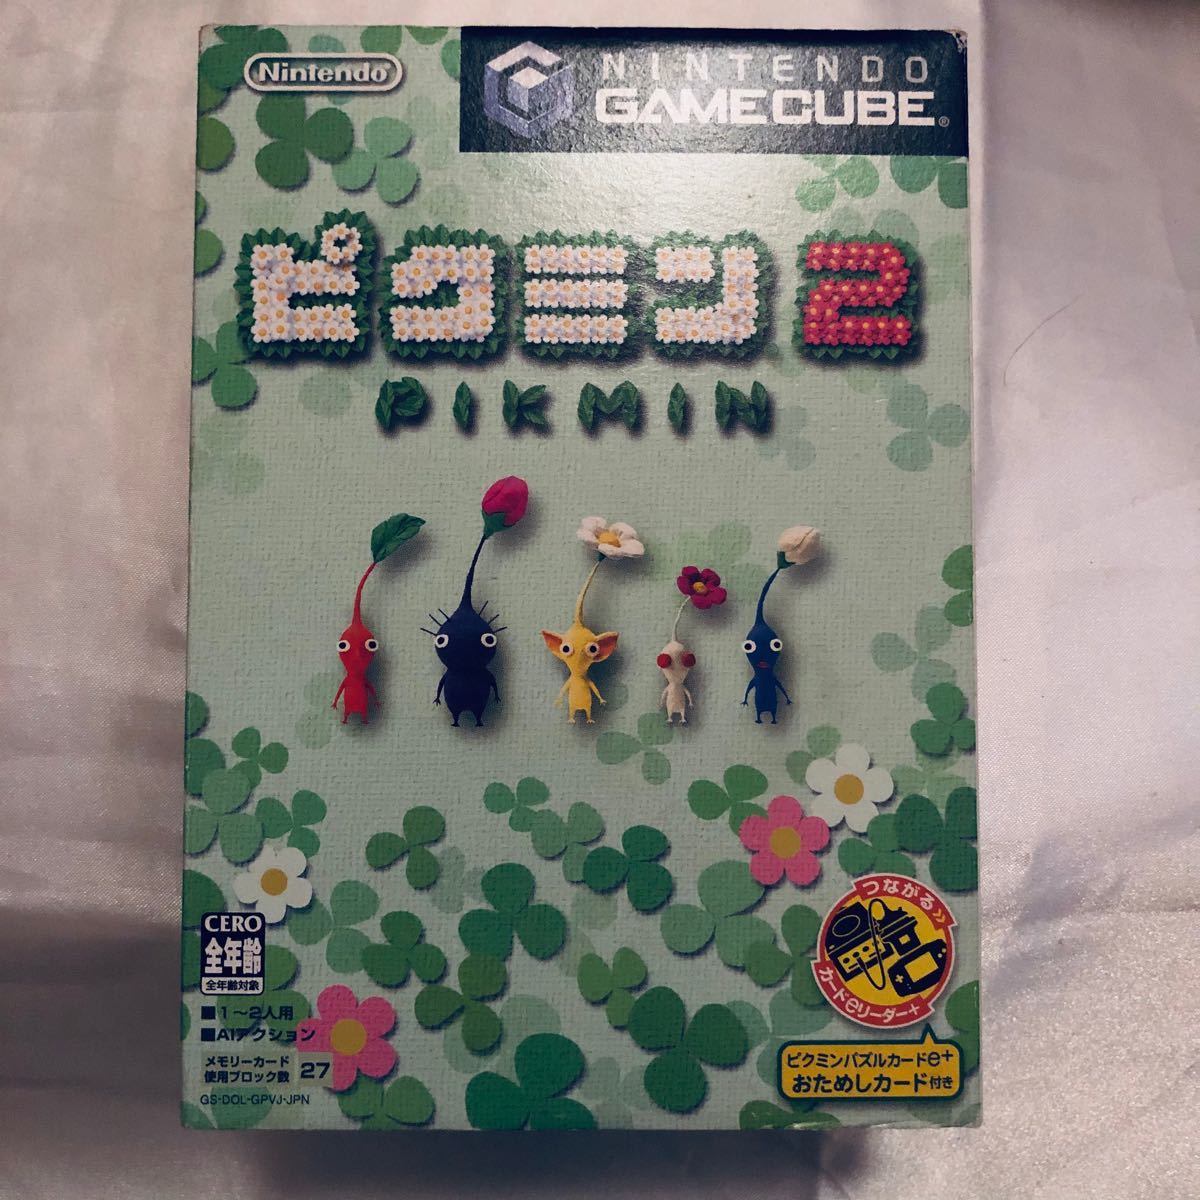 Nintendo
NINTENDO
GAMECUBE®
ピクミン2
PIKMIN
つながる»
カードeリーダー+
CERO
全年齢
全年齢対象
■1～2人用
■AIアクション
メモリーカード
使用ブロック数 27
GS-DOL-GPVJ-JPN
ピクミンパズルカードe+
おためしカード付き